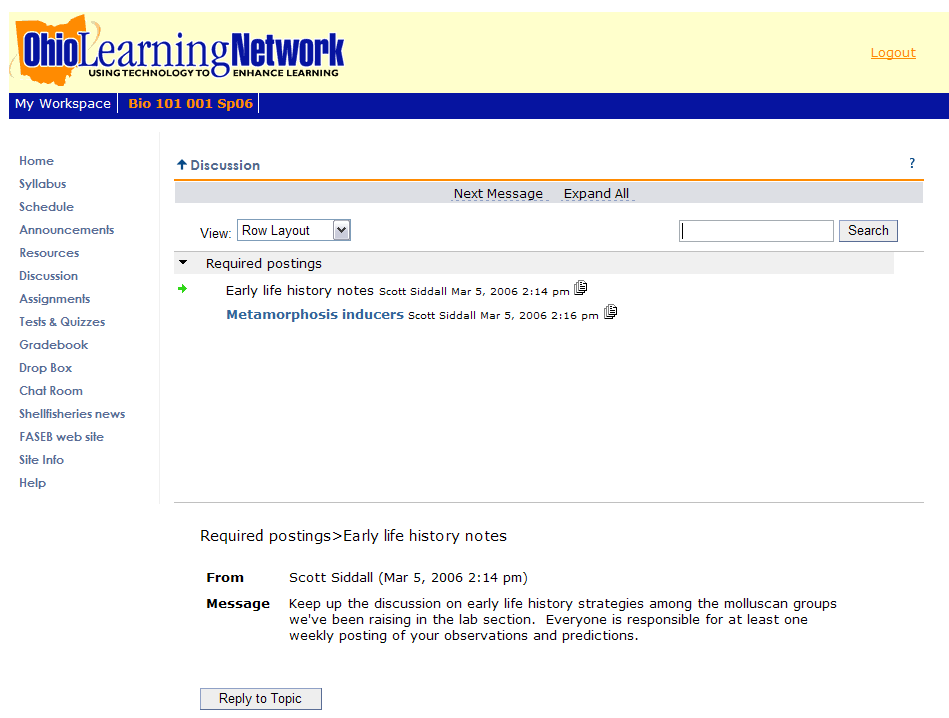 OhioLearningNetwork
USING TECHNOLOGY TO ENHANCE LEARNING
Logout
My Workspace Bio 101 001 Sp06
Home
Syllabus
Schedule
Announcements
Resources
Discussion
Assignments
Tests & Quizzes
Gradebook
Drop Box
Chat Room
Shellfisheries news
FASEB web site
Site Info
Help
Discussion ?
Next Message Expand All
View: Row Layout Search
Required postings
Early life history notes Scott Siddall Mar 5, 2006 2:14 pm
Metamorphosis inducers Scott Siddall Mar 5, 2006 2:16 pm
Required postings>Early life history notes
From Scott Siddall (Mar 5, 2006 2:14 pm)
Message Keep up the discussion on early life history strategies among the molluscan groups
we've been raising in the lab section. Everyone is responsible for at least one
weekly posting of your observations and predictions.
Reply to Topic